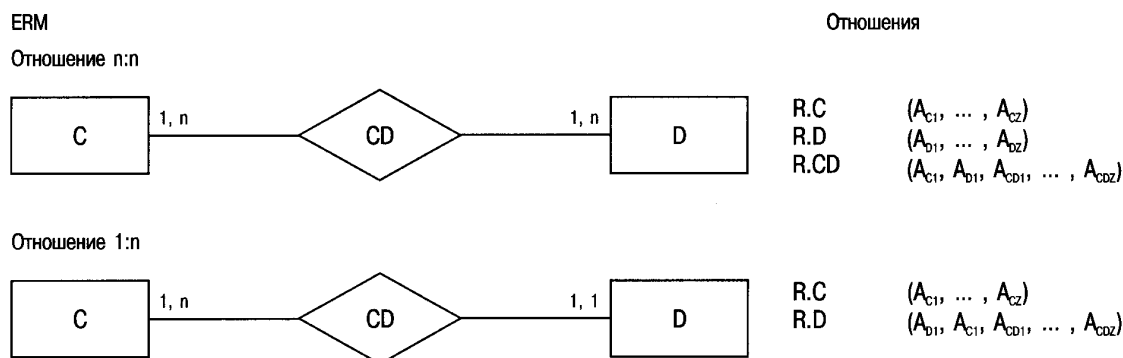 ERM Отношения
Отношение n:n
C 1, n CD 1, n D
R.C (A_C1, ... , A_CZ)
R.D (A_D1, ... , A_DZ)
R.CD (A_C1, A_D1, A_CD1, ... , A_CDZ)
Отношение 1:n
C 1, n CD 1, 1 D
R.C (A_C1, ... , A_CZ)
R.D (A_D1, A_C1, A_CD1, ... , A_CDZ)